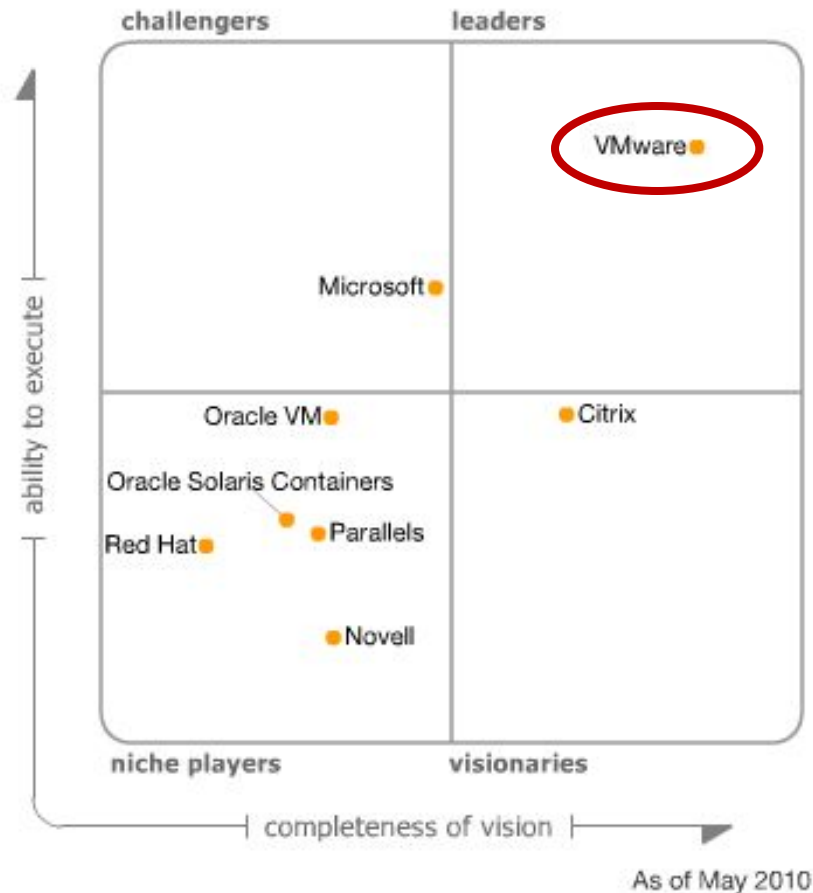 challengers
leaders
VMware
Microsoft
ability to execute
Oracle VM
Citrix
Oracle Solaris Containers
Parallels
Red Hat
Novell
niche players
visionaries
completeness of vision
As of May 2010